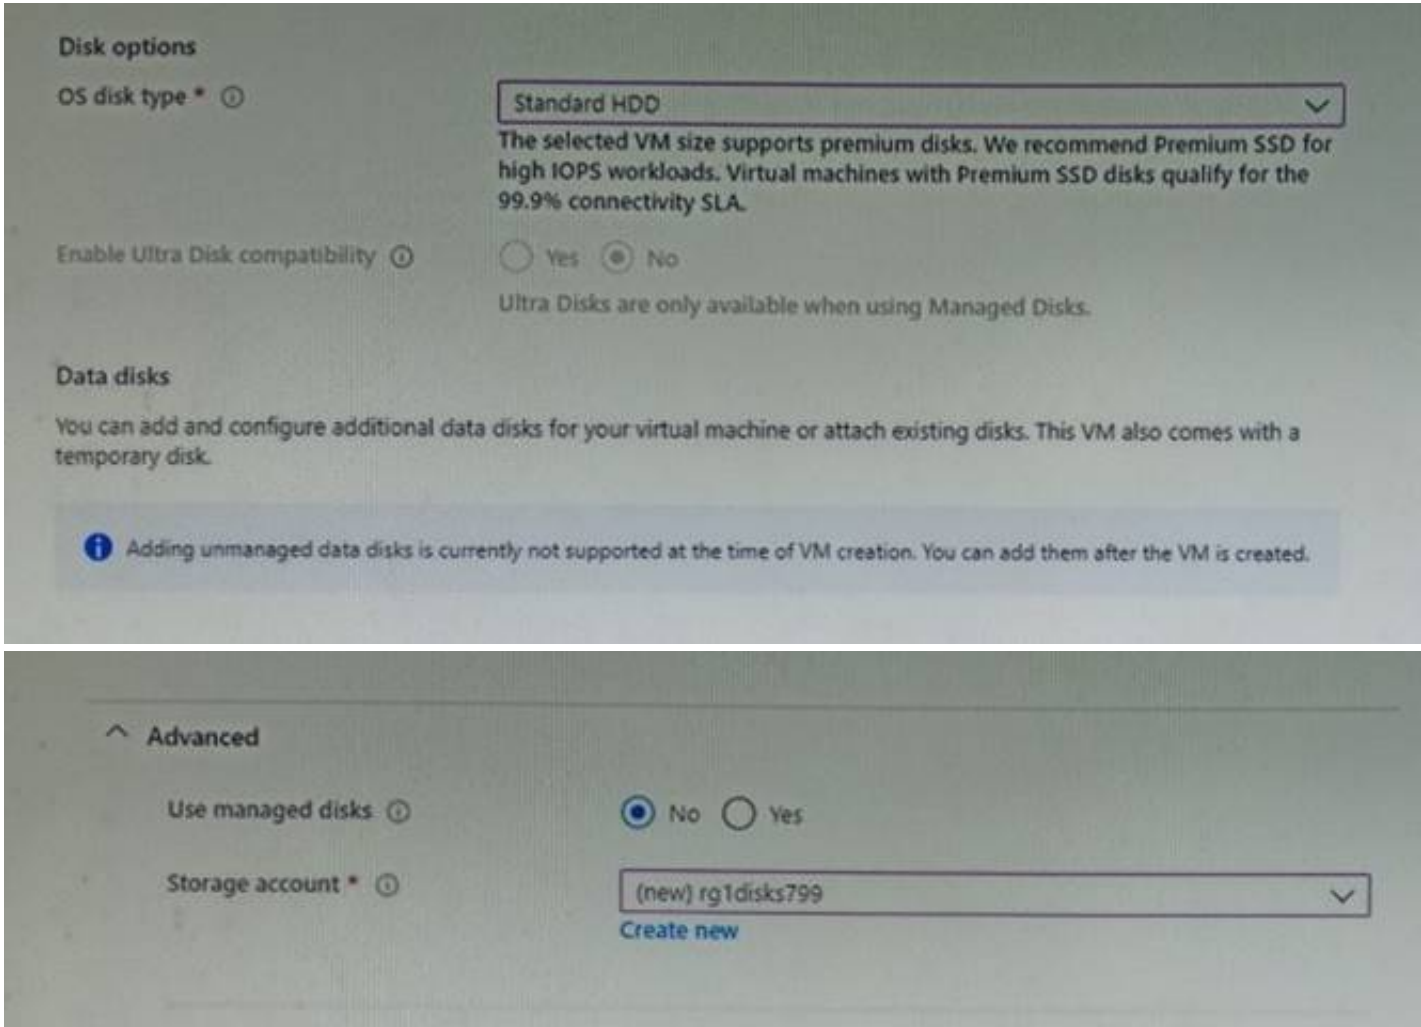 Disk options
OS disk type *
Standard HDD
The selected VM size supports premium disks. We recommend Premium SSD for
high IOPS workloads. Virtual machines with Premium SSD disks qualify for the
99.9% connectivity SLA.
Enable Ultra Disk compatibility
Yes No
Ultra Disks are only available when using Managed Disks.
Data disks
You can add and configure additional data disks for your virtual machine or attach existing disks. This VM also comes with a
temporary disk.
Adding unmanaged data disks is currently not supported at the time of VM creation. You can add them after the VM is created.
Advanced
Use managed disks
No Yes
Storage account *
(new) rg1disks799
Create new